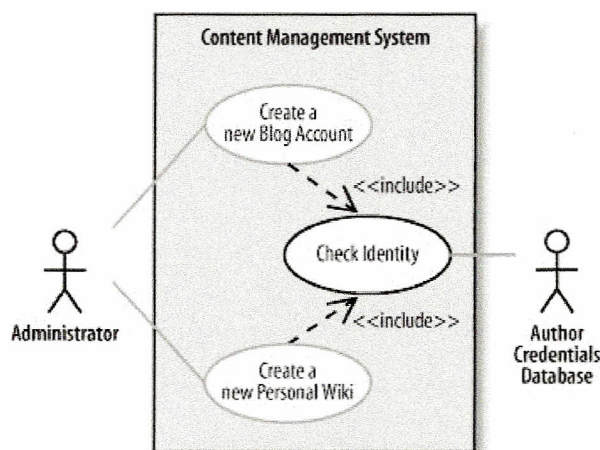 Content Management System
Create a
new Blog Account
<<include>>
Check Identity
<<include>>
Administrator
Author
Credentials
Database
Create a
new Personal Wiki